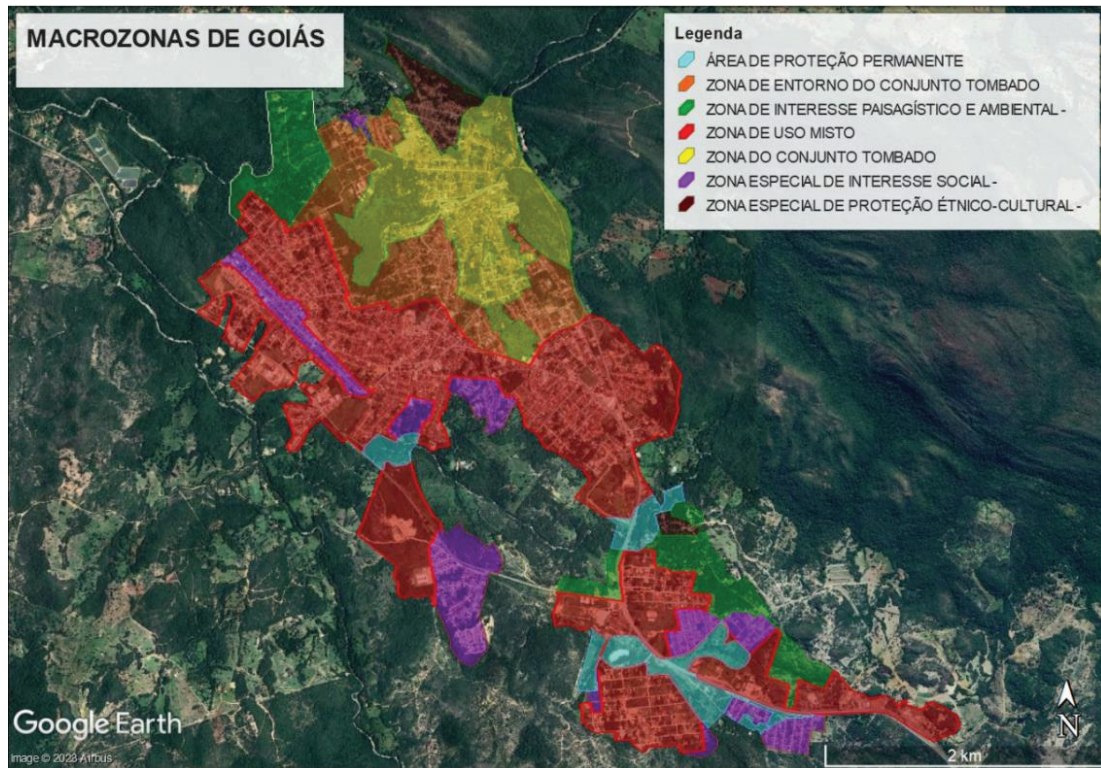 MACROZONAS DE GOIÁS
Legenda
ÁREA DE PROTEÇÃO PERMANENTE
ZONA DE ENTORNO DO CONJUNTO TOMBADO
ZONA DE INTERESSE PAISAGÍSTICO E AMBIENTAL -
ZONA DE USO MISTO
ZONA DO CONJUNTO TOMBADO
ZONA ESPECIAL DE INTERESSE SOCIAL -
ZONA ESPECIAL DE PROTEÇÃO ÉTNICO-CULTURAL -
Google Earth
Image © 2023 Airbus
N
2 km